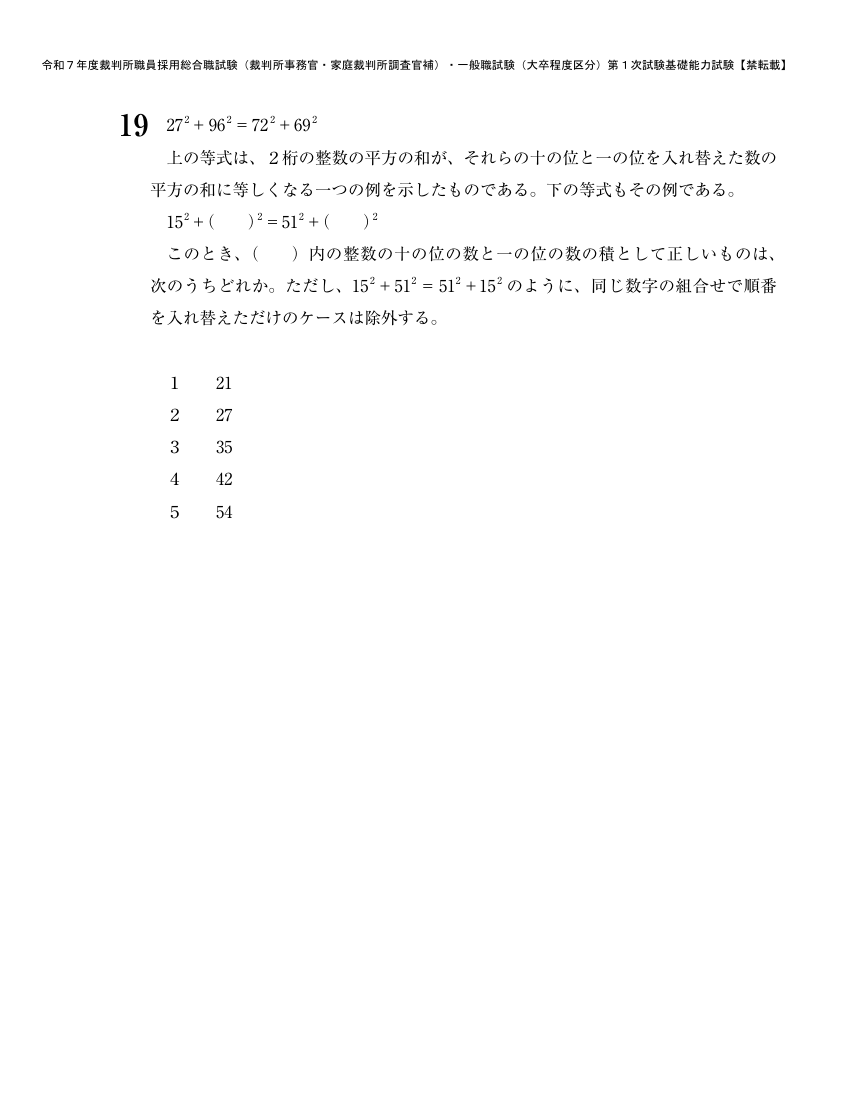 令和７年度裁判所職員採用総合職試験（裁判所事務官・家庭裁判所調査官補）・一般職試験（大卒程度区分）第１次試験基礎能力試験【禁転載】
19 27² + 96² = 72² + 69²
上の等式は、２桁の整数の平方の和が、それらの十の位と一の位を入れ替えた数の
平方の和に等しくなる一つの例を示したものである。下の等式もその例である。
15² + (　　)² = 51² + (　　)²
このとき、（　　）内の整数の十の位の数と一の位の数の積として正しいものは、
次のうちどれか。ただし、15² + 51² = 51² + 15² のように、同じ数字の組合せで順番
を入れ替えただけのケースは除外する。
1　21
2　27
3　35
4　42
5　54